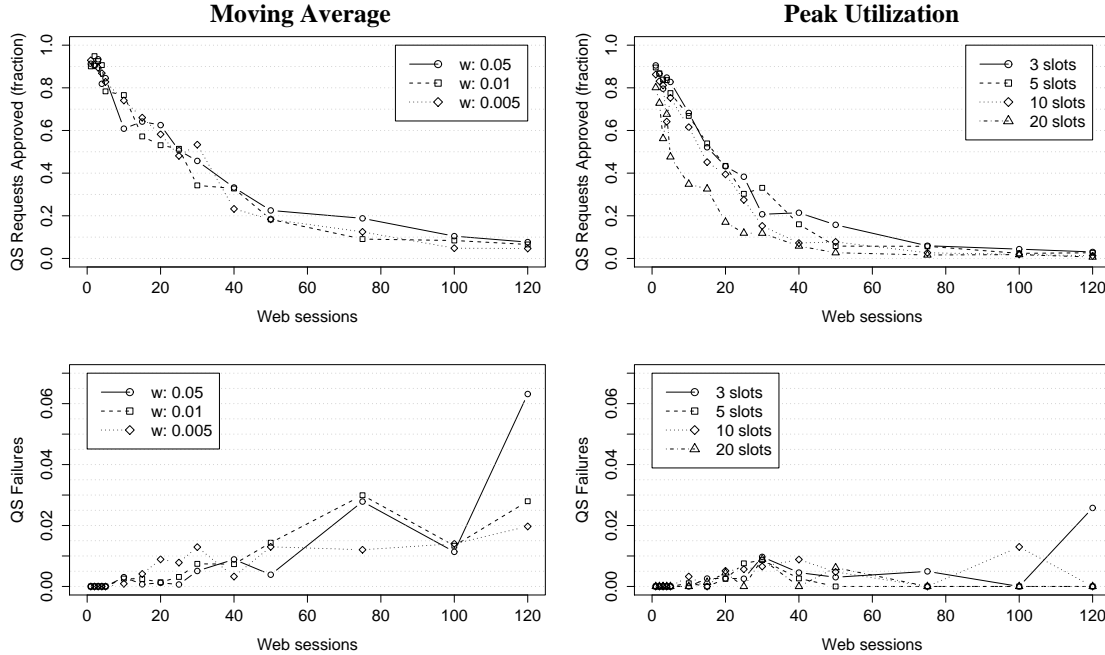 Moving Average
QS Requests Approved (fraction)
1.0
0.8
0.6
0.4
0.2
0.0
w: 0.05
w: 0.01
w: 0.005
0 20 40 60 80 100 120
Web sessions
Peak Utilization
QS Requests Approved (fraction)
1.0
0.8
0.6
0.4
0.2
0.0
3 slots
5 slots
10 slots
20 slots
0 20 40 60 80 100 120
Web sessions
QS Failures
0.06
0.04
0.02
0.00
w: 0.05
w: 0.01
w: 0.005
0 20 40 60 80 100 120
Web sessions
QS Failures
0.06
0.04
0.02
0.00
3 slots
5 slots
10 slots
20 slots
0 20 40 60 80 100 120
Web sessions